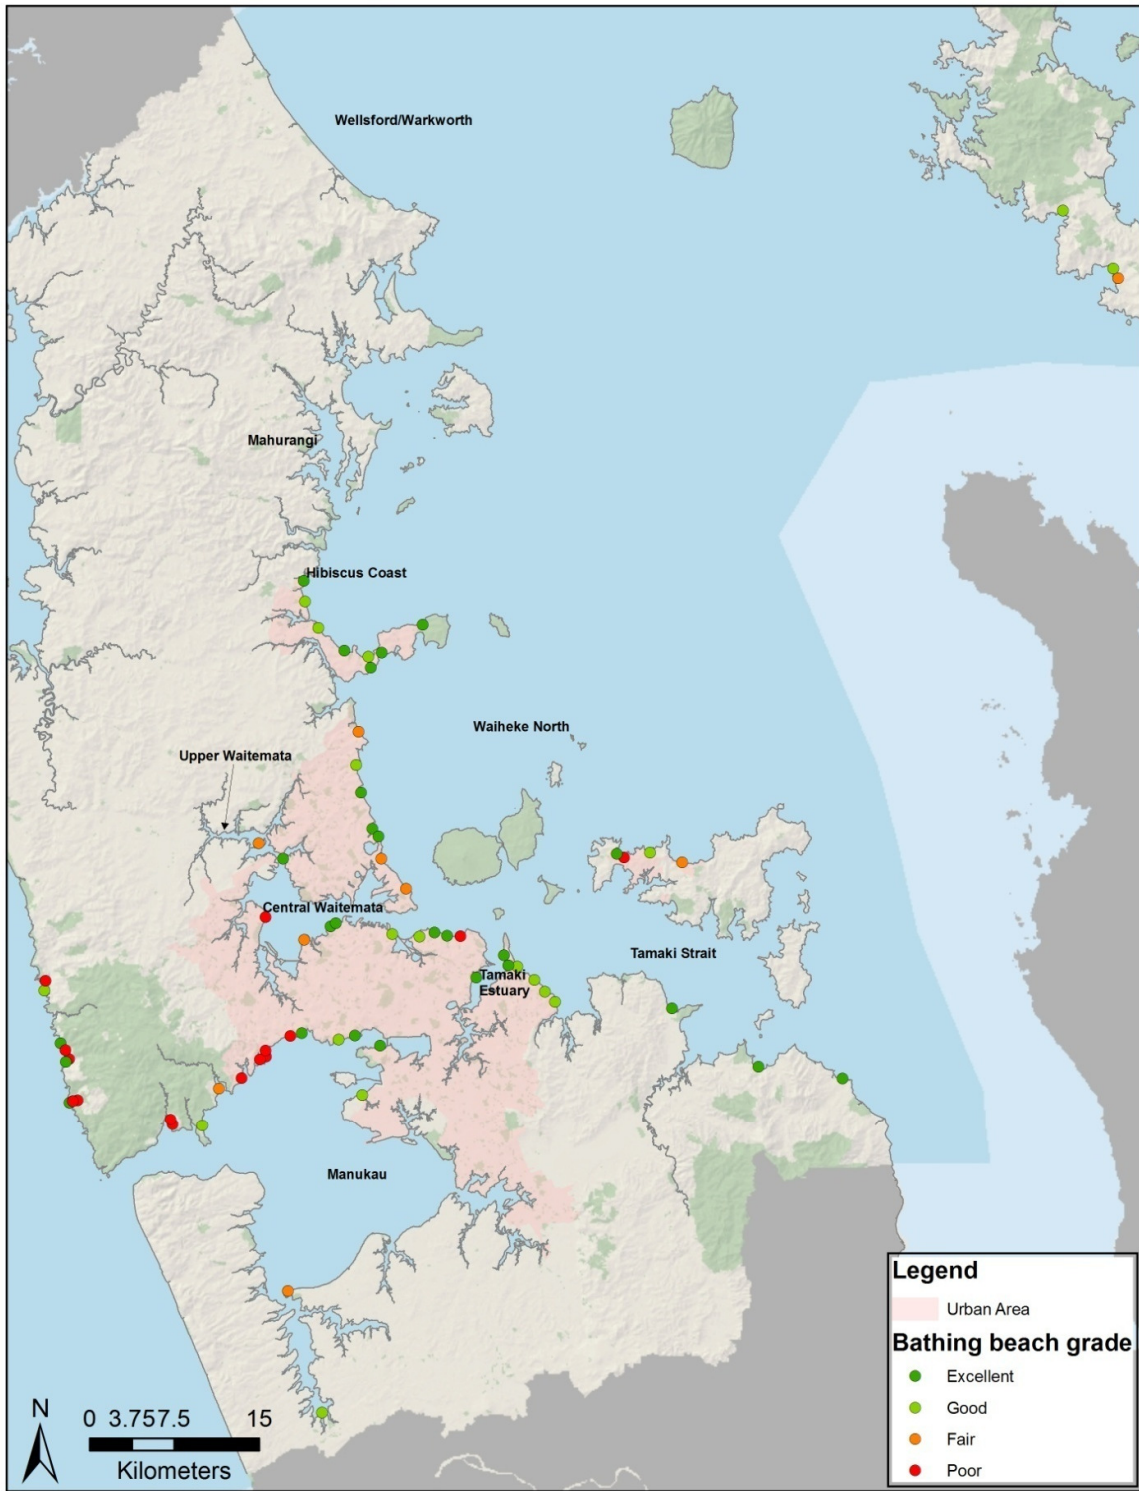 Wellsford/Warkworth
Mahurangi
Hibiscus Coast
Waiheke North
Upper Waitemata
Central Waitemata
Tamaki Strait
Tamaki
Estuary
Manukau
Legend
Urban Area
Bathing beach grade
Excellent
Good
Fair
Poor
N
0 3.757.5 15
Kilometers